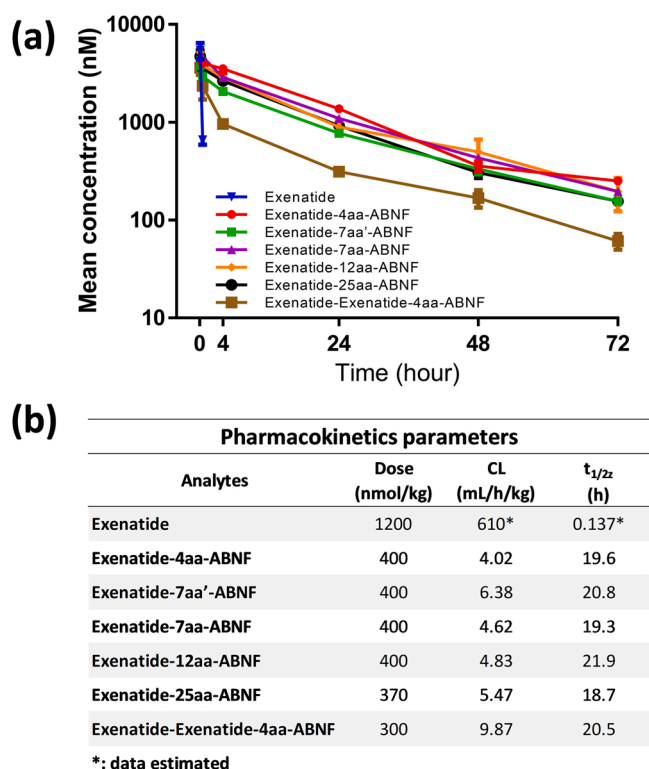 (a)
10000
1000
100
10
Mean concentration (nM)
Exenatide
Exenatide-4aa-ABNF
Exenatide-7aa'-ABNF
Exenatide-7aa-ABNF
Exenatide-12aa-ABNF
Exenatide-25aa-ABNF
Exenatide-Exenatide-4aa-ABNF
0 4 24 48 72
Time (hour)
(b)
Pharmacokinetics parameters
Analytes Dose (nmol/kg) CL (mL/h/kg) t1/2z (h)
Exenatide 1200 610* 0.137*
Exenatide-4aa-ABNF 400 4.02 19.6
Exenatide-7aa’-ABNF 400 6.38 20.8
Exenatide-7aa-ABNF 400 4.62 19.3
Exenatide-12aa-ABNF 400 4.83 21.9
Exenatide-25aa-ABNF 370 5.47 18.7
Exenatide-Exenatide-4aa-ABNF 300 9.87 20.5
*: data estimated